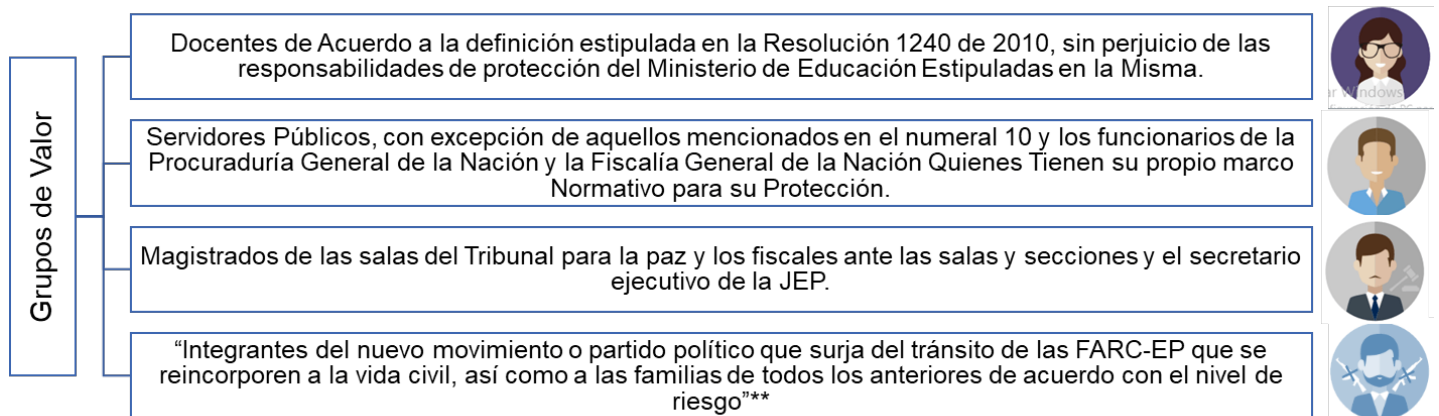 Grupos de Valor
Docentes de Acuerdo a la definición estipulada en la Resolución 1240 de 2010, sin perjuicio de las
responsabilidades de protección del Ministerio de Educación Estipuladas en la Misma.
ar Windows
Servidores Públicos, con excepción de aquellos mencionados en el numeral 10 y los funcionarios de la
Procuraduría General de la Nación y la Fiscalía General de la Nación Quienes Tienen su propio marco
Normativo para su Protección.
Magistrados de las salas del Tribunal para la paz y los fiscales ante las salas y secciones y el secretario
ejecutivo de la JEP.
“Integrantes del nuevo movimiento o partido político que surja del tránsito de las FARC-EP que se
reincorporen a la vida civil, así como a las familias de todos los anteriores de acuerdo con el nivel de
riesgo”**